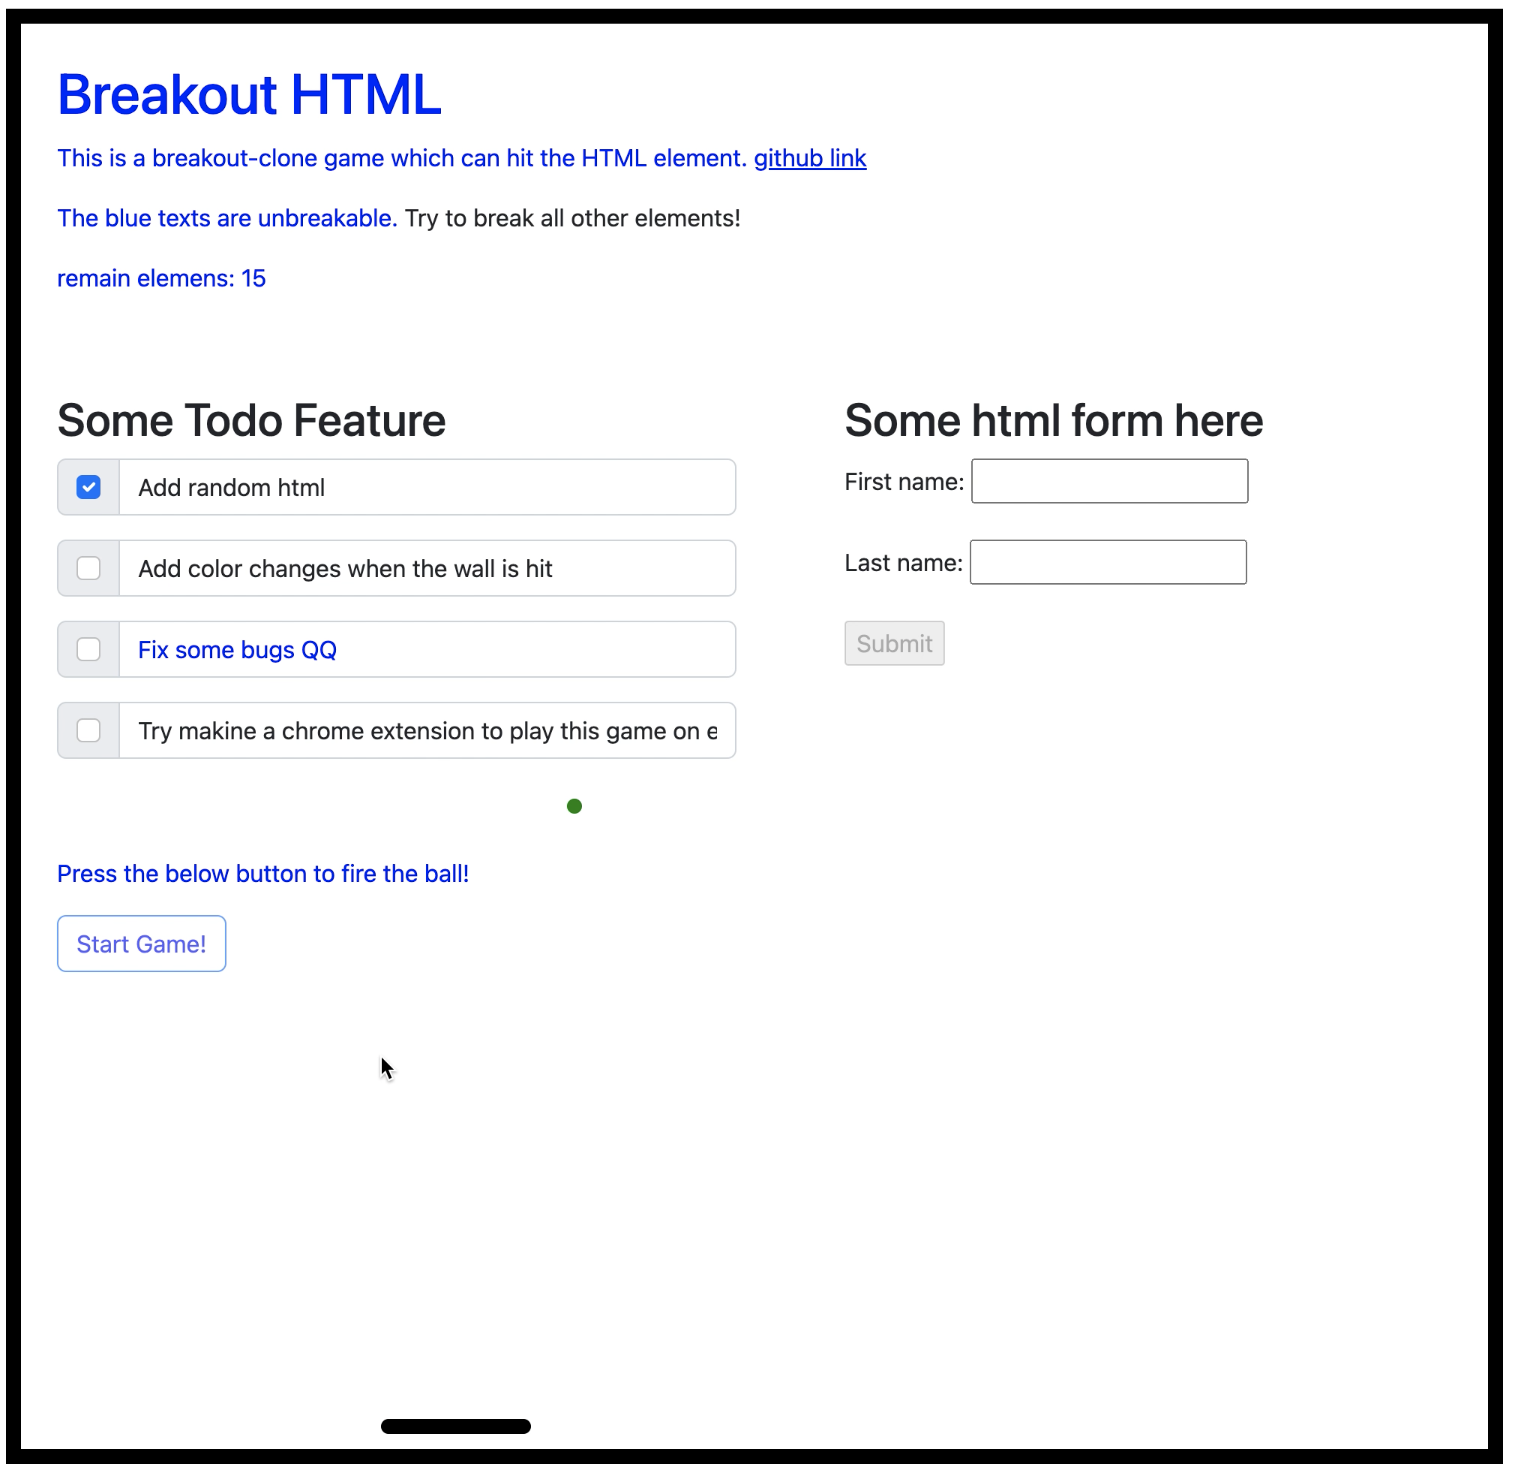 Breakout HTML
This is a breakout-clone game which can hit the HTML element. github link
The blue texts are unbreakable. Try to break all other elements!
remain elemens: 15
Some Todo Feature
Add random html
Add color changes when the wall is hit
Fix some bugs QQ
Try makine a chrome extension to play this game on e
Some html form here
First name:
Last name:
Submit
Press the below button to fire the ball!
Start Game!